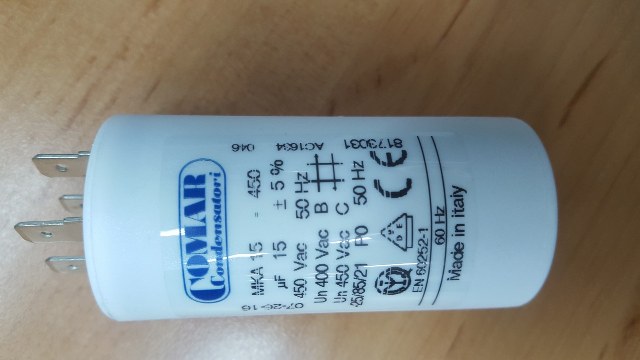 COMAR
Condensatori
MKA 15 - 450
µF 15 ± 5 %
450 Vac 50 Hz
Un 400 Vac B
Un 450 Vac C
-25/85/21 P0 50 Hz
VDE
CE
EN 60252-1
60 Hz
Made in italy
07-26-16
AC1634 046
8173031